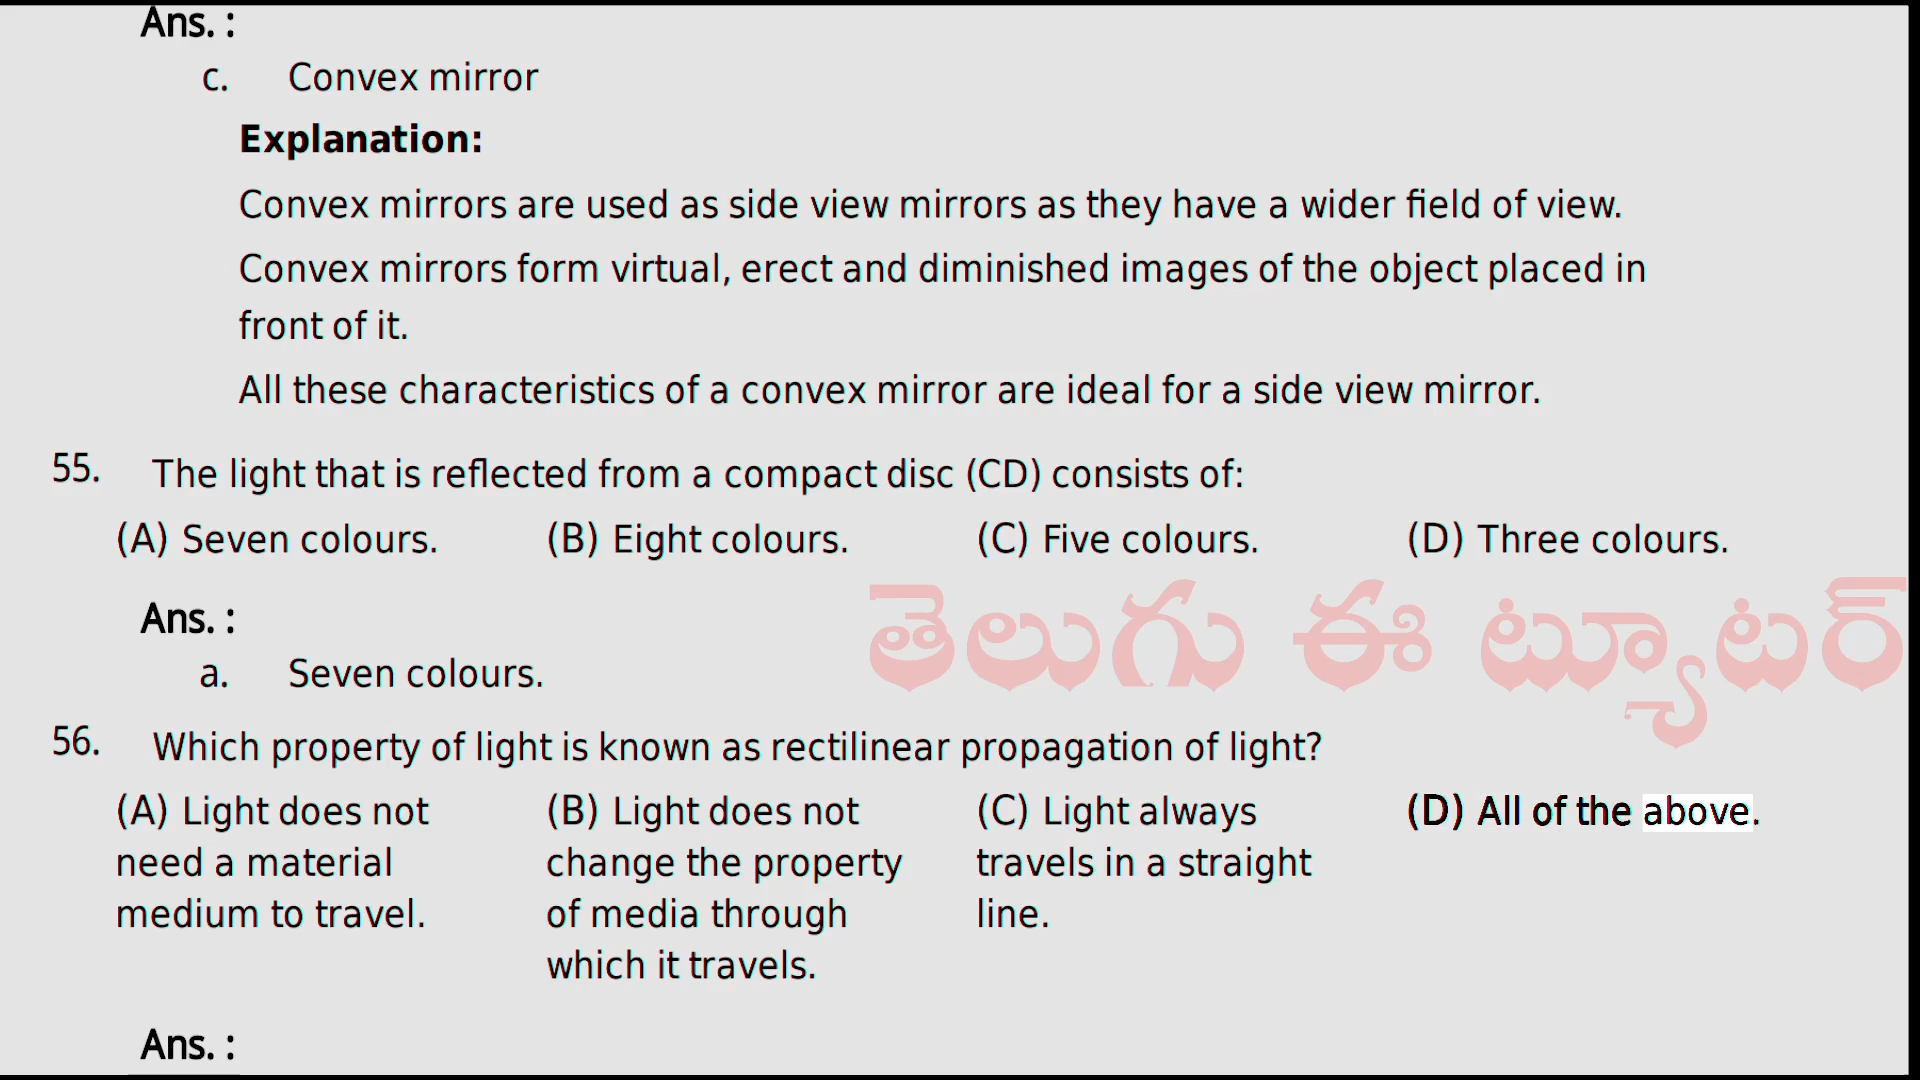 Ans. :
c. Convex mirror
Explanation:
Convex mirrors are used as side view mirrors as they have a wider field of view.
Convex mirrors form virtual, erect and diminished images of the object placed in
front of it.
All these characteristics of a convex mirror are ideal for a side view mirror.
55. The light that is reflected from a compact disc (CD) consists of:
(A) Seven colours. (B) Eight colours. (C) Five colours. (D) Three colours.
తెలుగు ఈ ట్యూటర్
Ans. :
a. Seven colours.
56. Which property of light is known as rectilinear propagation of light?
(A) Light does not (B) Light does not (C) Light always (D) All of the above.
need a material change the property travels in a straight
medium to travel. of media through line.
which it travels.
Ans. :